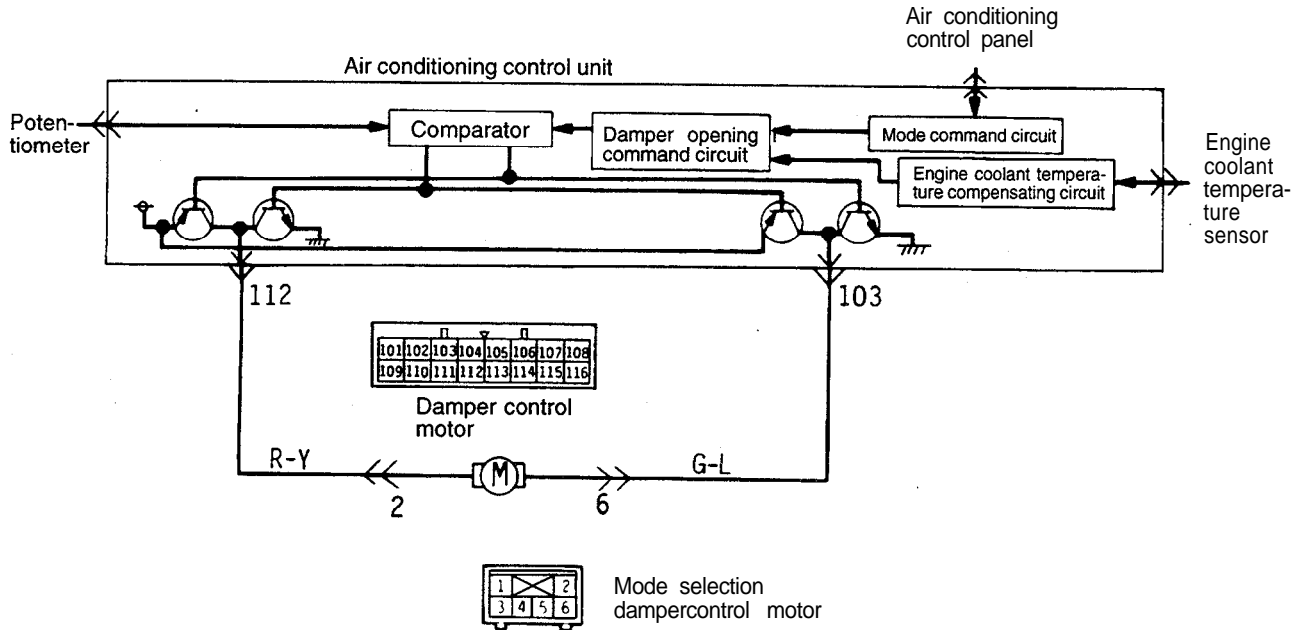 Air conditioning
control panel
Air conditioning control unit
Poten-
tiometer
Comparator
Damper opening
command circuit
Mode command circuit
Engine coolant tempera-
ture compensating circuit
Engine
coolant
tempera-
ture
sensor
112
103
101 102 103 104 105 106 107 108
109 110 111 112 113 114 115 116
Damper control
motor
R-Y
M
G-L
2
6
1 2
3 4 5 6
Mode selection
dampercontrol motor